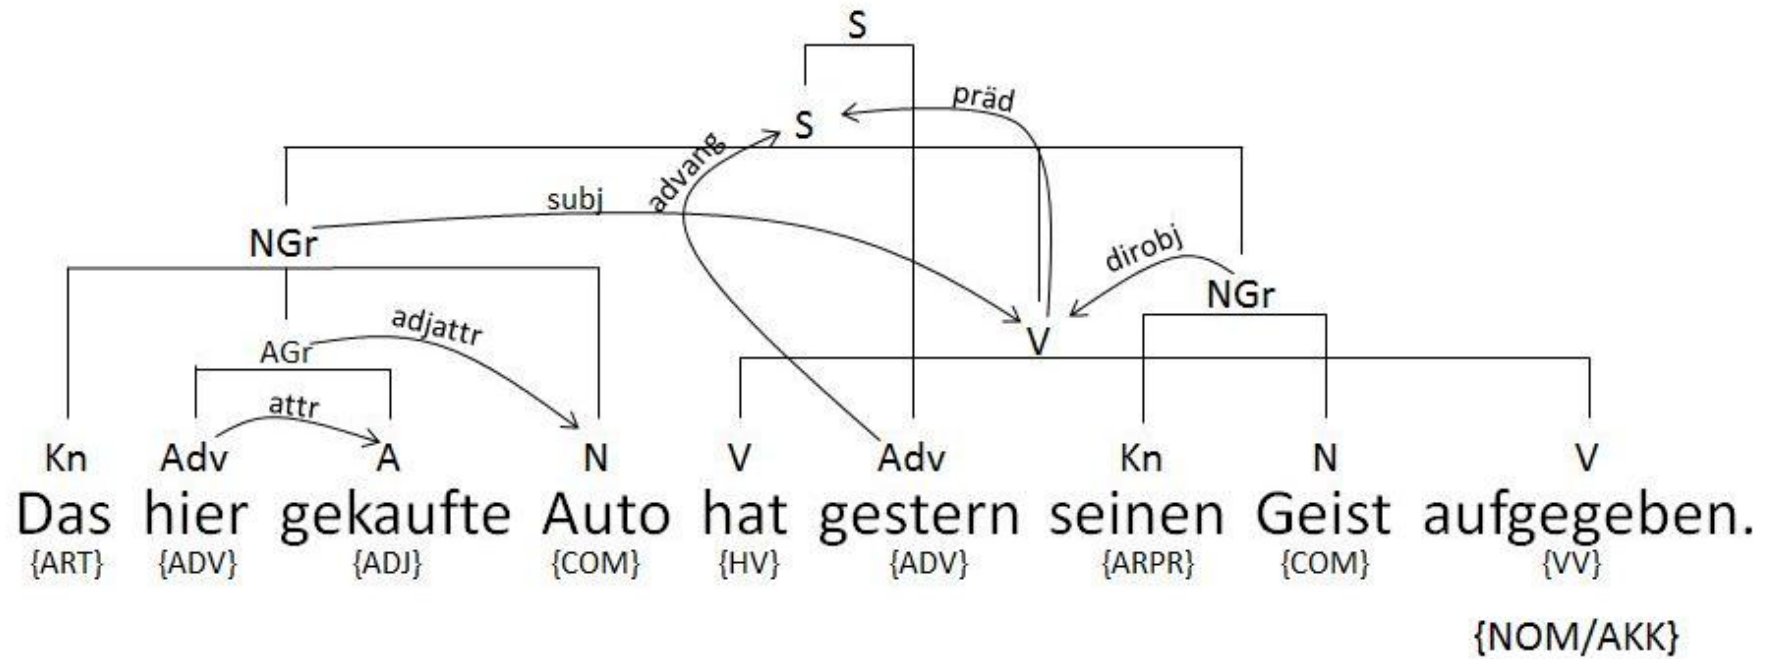 S
S
präd
advang
subj
NGr
dirobj
NGr
adjattr
AGr
V
attr
Kn Adv A N V Adv Kn N V
Das hier gekaufte Auto hat gestern seinen Geist aufgegeben.
{ART} {ADV} {ADJ} {COM} {HV} {ADV} {ARPR} {COM} {VV}
{NOM/AKK}